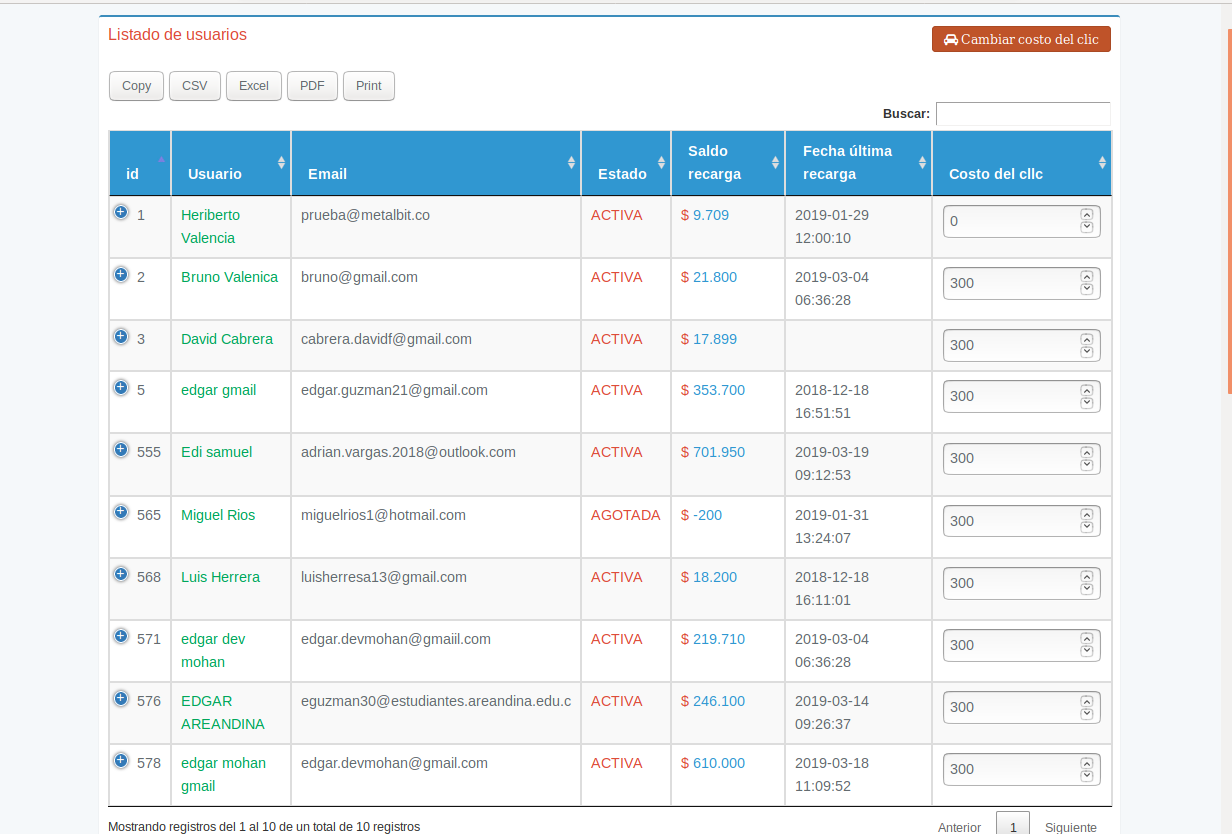 Listado de usuarios
Cambiar costo del clic
Copy CSV Excel PDF Print
Buscar:
id Usuario Email Estado Saldo recarga Fecha última recarga Costo del cllc
1 Heriberto Valencia prueba@metalbit.co ACTIVA $ 9.709 2019-01-29 12:00:10 0
2 Bruno Valenica bruno@gmail.com ACTIVA $ 21.800 2019-03-04 06:36:28 300
3 David Cabrera cabrera.davidf@gmail.com ACTIVA $ 17.899 300
5 edgar gmail edgar.guzman21@gmail.com ACTIVA $ 353.700 2018-12-18 16:51:51 300
555 Edi samuel adrian.vargas.2018@outlook.com ACTIVA $ 701.950 2019-03-19 09:12:53 300
565 Miguel Rios miguelrios1@hotmail.com AGOTADA $ -200 2019-01-31 13:24:07 300
568 Luis Herrera luisherresa13@gmail.com ACTIVA $ 18.200 2018-12-18 16:11:01 300
571 edgar dev mohan edgar.devmohan@gmaiil.com ACTIVA $ 219.710 2019-03-04 06:36:28 300
576 EDGAR AREANDINA eguzman30@estudiantes.areandina.edu.c ACTIVA $ 246.100 2019-03-14 09:26:37 300
578 edgar mohan gmail edgar.devmohan@gmail.com ACTIVA $ 610.000 2019-03-18 11:09:52 300
Mostrando registros del 1 al 10 de un total de 10 registros
Anterior 1 Siguiente